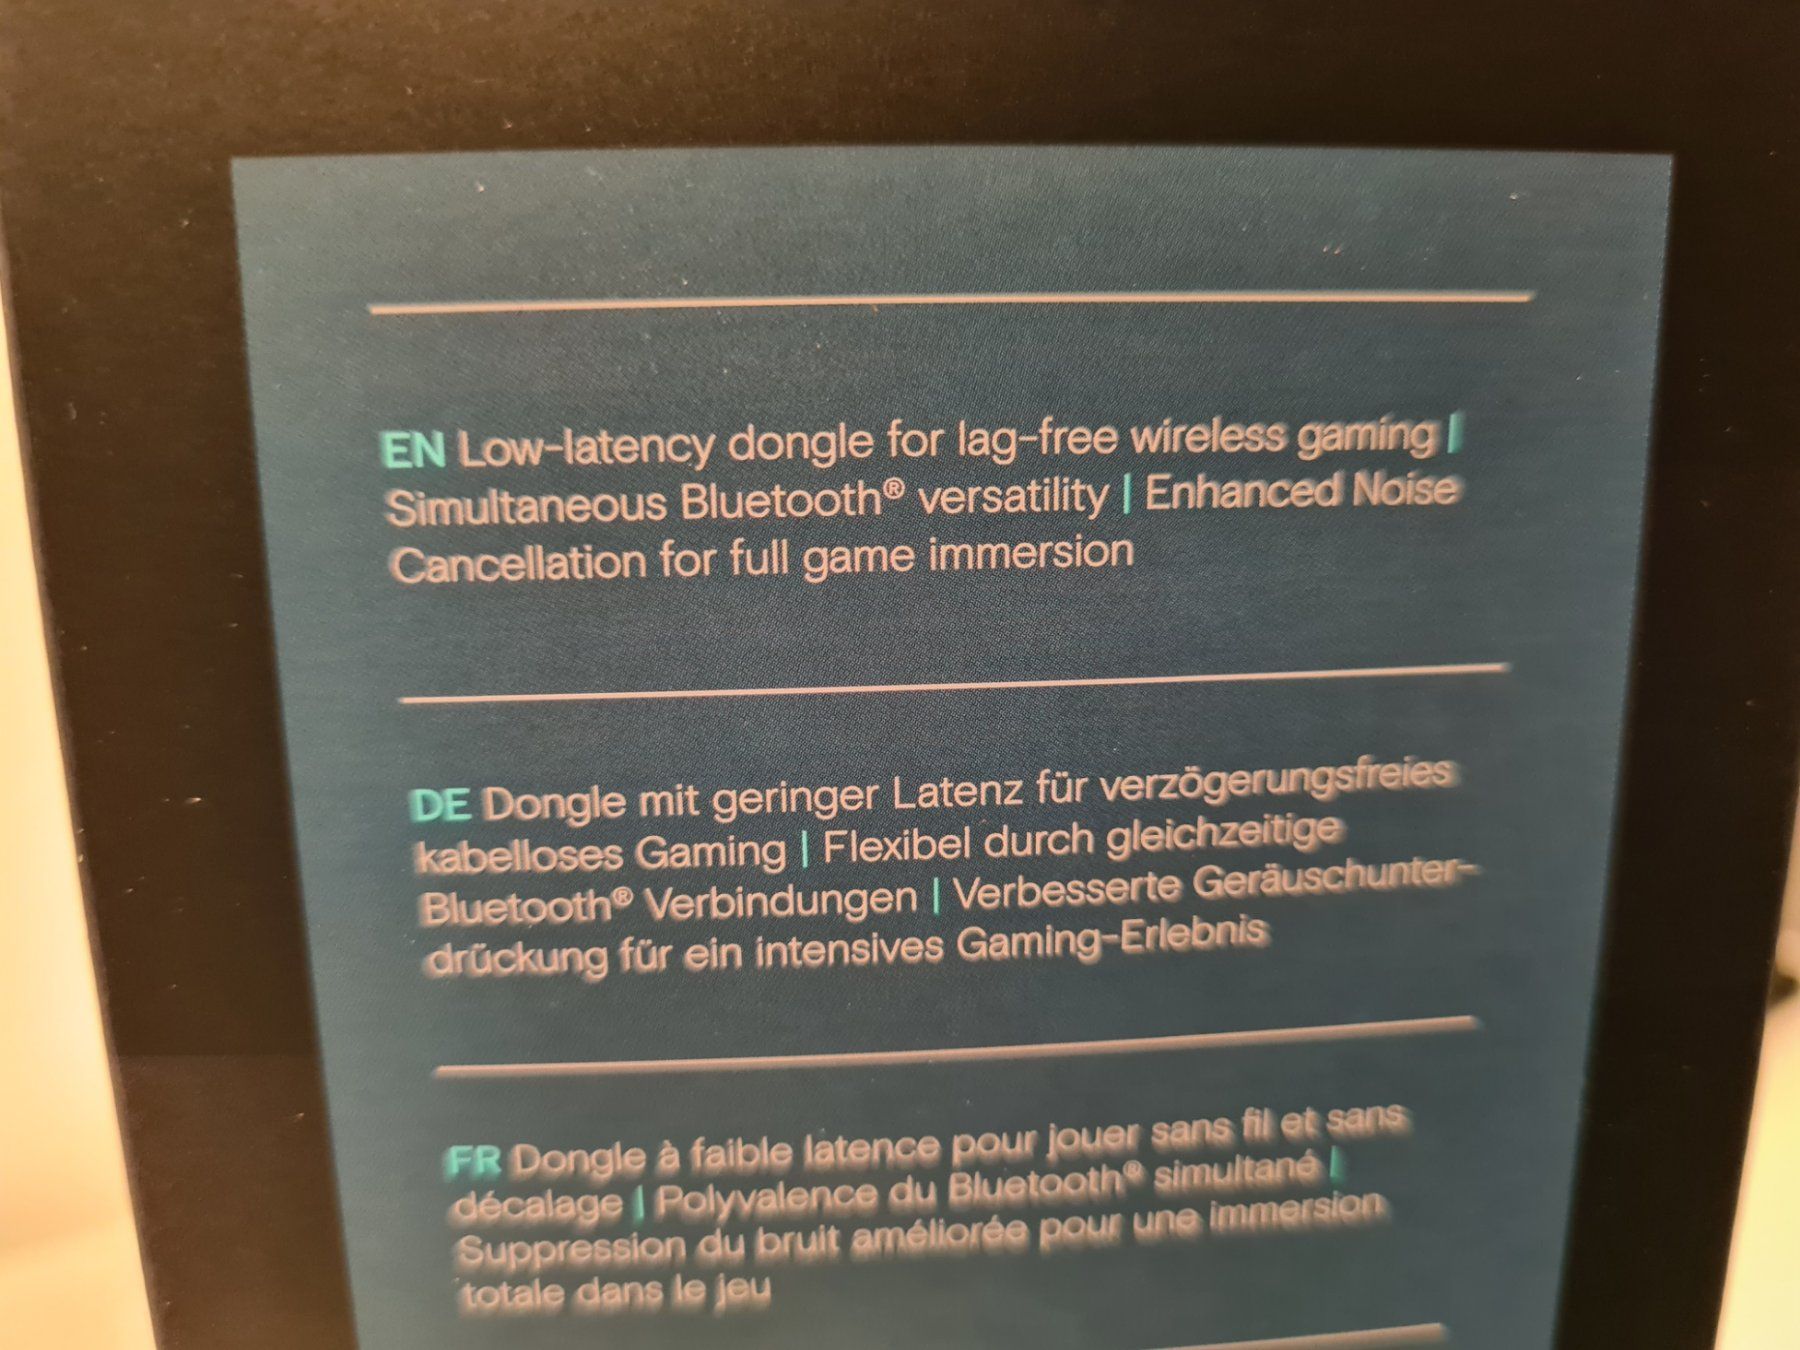 EN Low-latency dongle for lag-free wireless gaming |
Simultaneous Bluetooth® versatility | Enhanced Noise
Cancellation for full game immersion
DE Dongle mit geringer Latenz für verzögerungsfreies
kabelloses Gaming | Flexibel durch gleichzeitige
Bluetooth® Verbindungen | Verbesserte Geräuschunter-
drückung für ein intensives Gaming-Erlebnis
FR Dongle à faible latence pour jouer sans fil et sans
décalage | Polyvalence du Bluetooth® simultané |
Suppression du bruit améliorée pour une immersion
totale dans le jeu